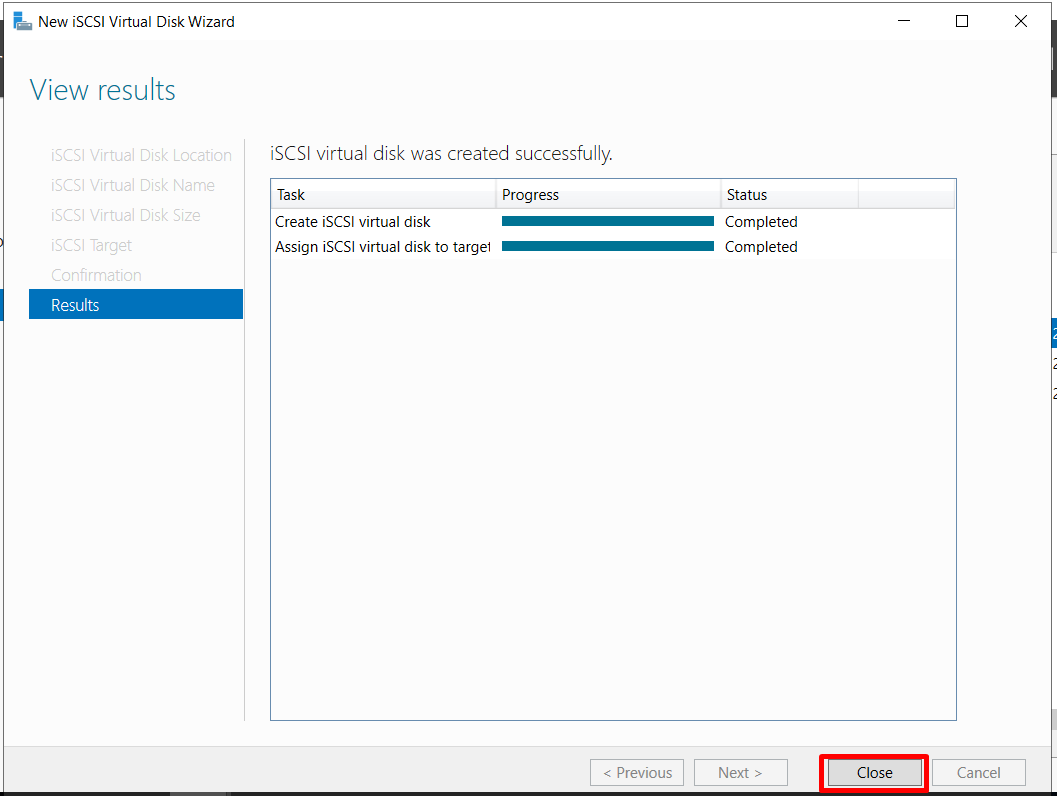 New iSCSI Virtual Disk Wizard
View results
iSCSI Virtual Disk Location
iSCSI Virtual Disk Name
iSCSI Virtual Disk Size
iSCSI Target
Confirmation
Results
iSCSI virtual disk was created successfully.
Task Progress Status
Create iSCSI virtual disk Completed
Assign iSCSI virtual disk to target Completed
< Previous Next > Close Cancel